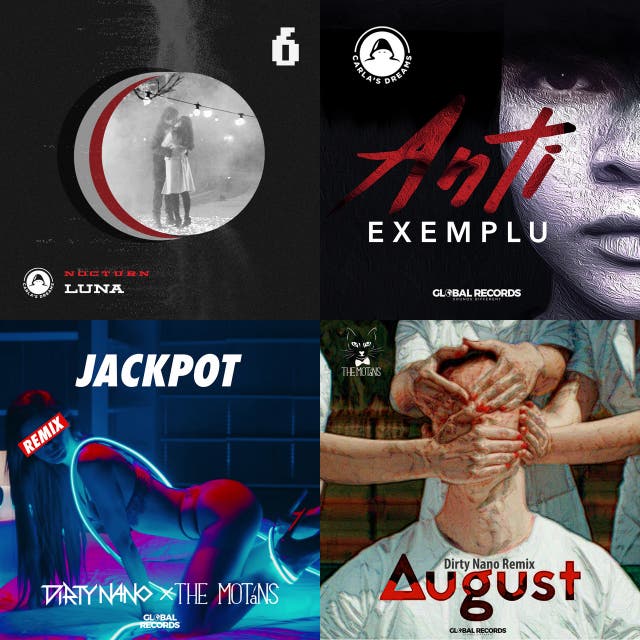 6
NOCTURN
LUNA
CARLA'S DREAMS
CARLA'S DREAMS
Anti
EXEMPLU
GLOBAL RECORDS
SOUNDS DIFFERENT
JACKPOT
REMIX
DIRTY NANO X THE MOTANS
GLOBAL
RECORDS
THE MOTANS
Dirty Nano Remix
August
GLOBAL RECORDS